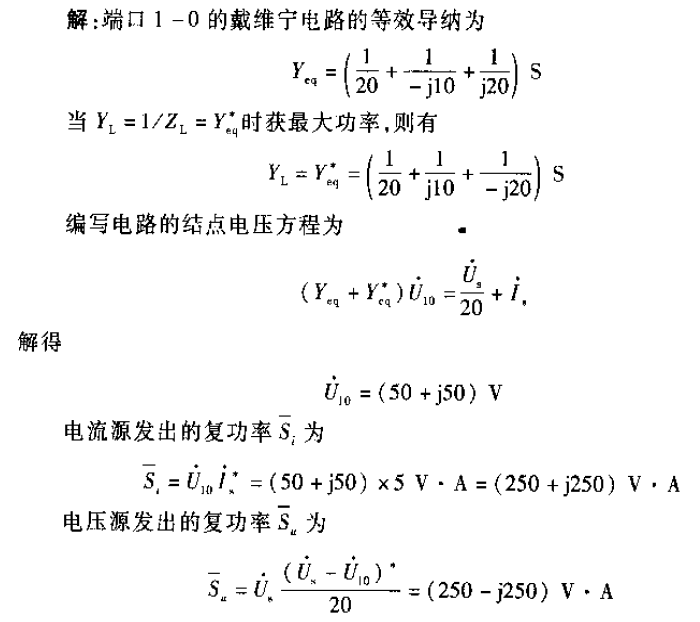 解:端口 1-0 的戴维宁电路的等效导纳为
Y_eq = (1/20 + 1/(-j10) + 1/j20) S
当 Y_L = 1/Z_L = Y*_eq 时获最大功率,则有
Y_L = Y*_eq = (1/20 + 1/j10 + 1/(-j20)) S
编写电路的结点电压方程为
(Y_eq + Y*_eq) U̇_10 = U̇_s/20 + İ_s
解得
U̇_10 = (50 + j50) V
电流源发出的复功率 S̅_i 为
S̅_i = U̇_10 İ_s* = (50 + j50) × 5 V · A = (250 + j250) V · A
电压源发出的复功率 S̅_u 为
S̅_u = U̇_s (U̇_s - U̇_10)*/20 = (250 - j250) V · A